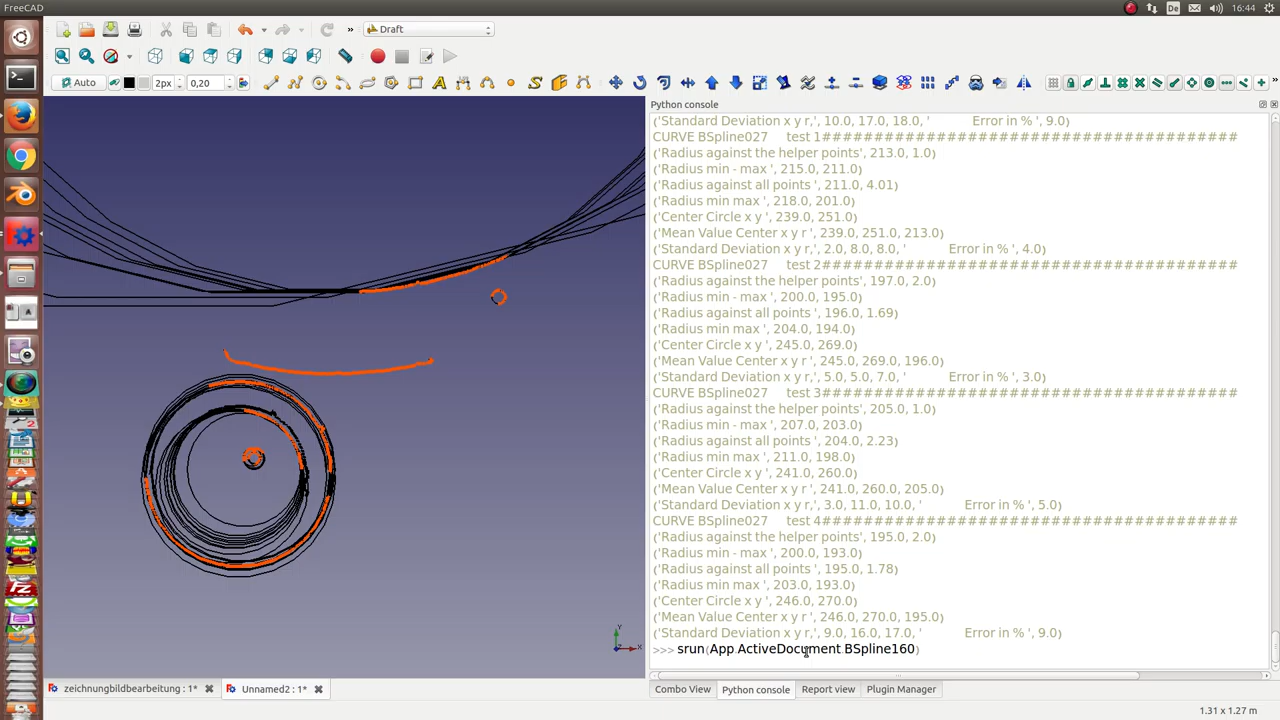 FreeCAD
De
16:44
»
Draft
Auto
2px
0,20
»
Python console
('Standard Deviation x y r,', 10.0, 17.0, 18.0, ' Error in % ', 9.0)
CURVE BSpline027 test 1#######################################
('Radius against the helper points', 213.0, 1.0)
('Radius min - max ', 215.0, 211.0)
('Radius against all points ', 211.0, 4.01)
('Radius min max ', 218.0, 201.0)
('Center Circle x y ', 239.0, 251.0)
('Mean Value Center x y r ', 239.0, 251.0, 213.0)
('Standard Deviation x y r,', 2.0, 8.0, 8.0, ' Error in % ', 4.0)
CURVE BSpline027 test 2#######################################
('Radius against the helper points', 197.0, 2.0)
('Radius min - max ', 200.0, 195.0)
('Radius against all points ', 196.0, 1.69)
('Radius min max ', 204.0, 194.0)
('Center Circle x y ', 245.0, 269.0)
('Mean Value Center x y r ', 245.0, 269.0, 196.0)
('Standard Deviation x y r,', 5.0, 5.0, 7.0, ' Error in % ', 3.0)
CURVE BSpline027 test 3#######################################
('Radius against the helper points', 205.0, 1.0)
('Radius min - max ', 207.0, 203.0)
('Radius against all points ', 204.0, 2.23)
('Radius min max ', 211.0, 198.0)
('Center Circle x y ', 241.0, 260.0)
('Mean Value Center x y r ', 241.0, 260.0, 205.0)
('Standard Deviation x y r,', 3.0, 11.0, 10.0, ' Error in % ', 5.0)
CURVE BSpline027 test 4#######################################
('Radius against the helper points', 195.0, 2.0)
('Radius min - max ', 200.0, 193.0)
('Radius against all points ', 195.0, 1.78)
('Radius min max ', 203.0, 193.0)
('Center Circle x y ', 246.0, 270.0)
('Mean Value Center x y r ', 246.0, 270.0, 195.0)
('Standard Deviation x y r,', 9.0, 16.0, 17.0, ' Error in % ', 9.0)
>>> srun(App.ActiveDocument.BSpline160)
Y
X
zeichnungbildbearbeitung : 1*
Unnamed2 : 1*
Combo View
Python console
Report view
Plugin Manager
1.31 x 1.27 m